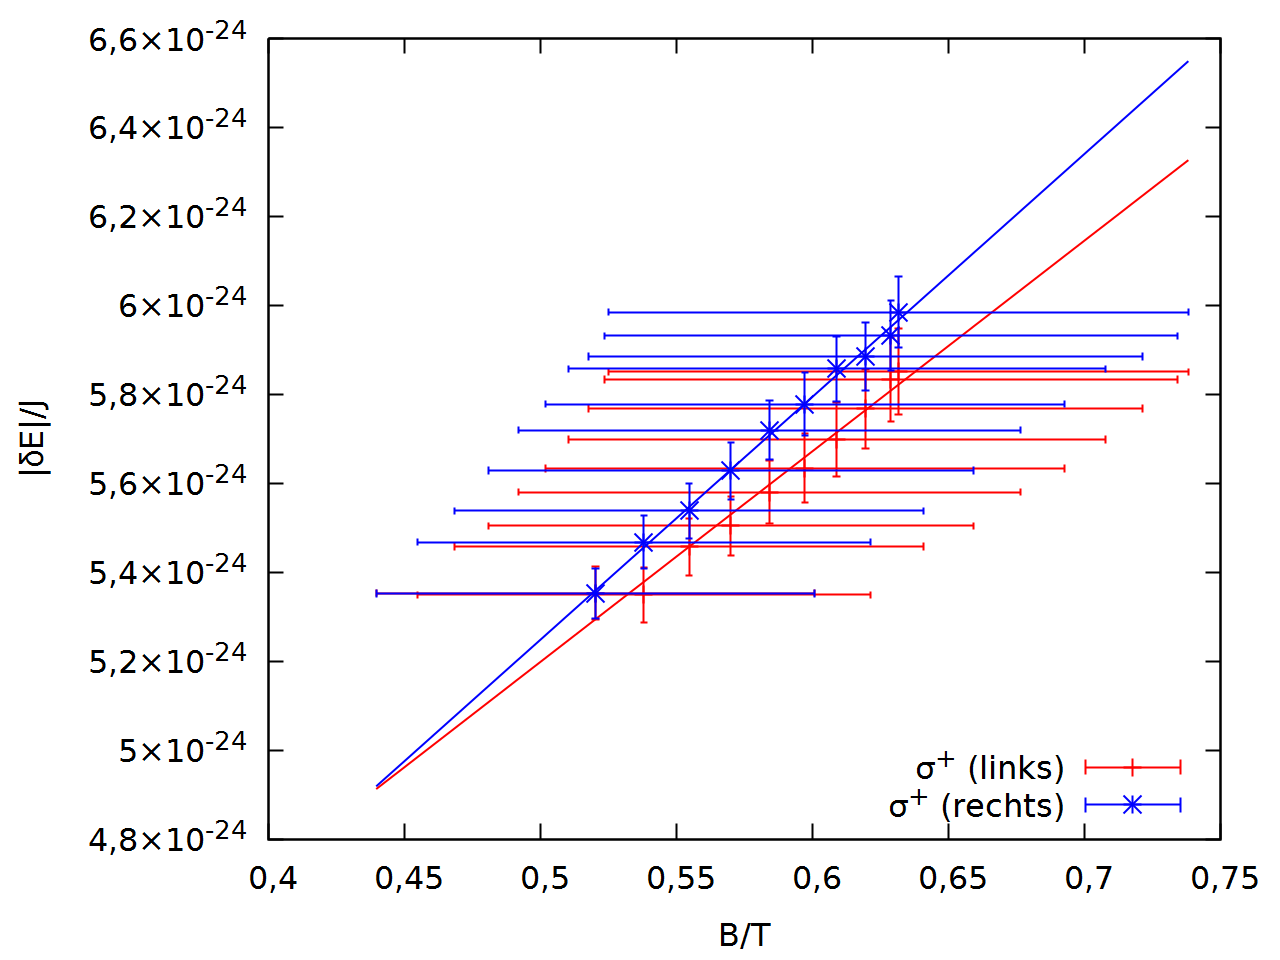 6,6×10⁻²⁴
6,4×10⁻²⁴
6,2×10⁻²⁴
6×10⁻²⁴
5,8×10⁻²⁴
5,6×10⁻²⁴
5,4×10⁻²⁴
5,2×10⁻²⁴
5×10⁻²⁴
4,8×10⁻²⁴
|δE|/J
σ⁺ (links)
σ⁺ (rechts)
0,4 0,45 0,5 0,55 0,6 0,65 0,7 0,75
B/T